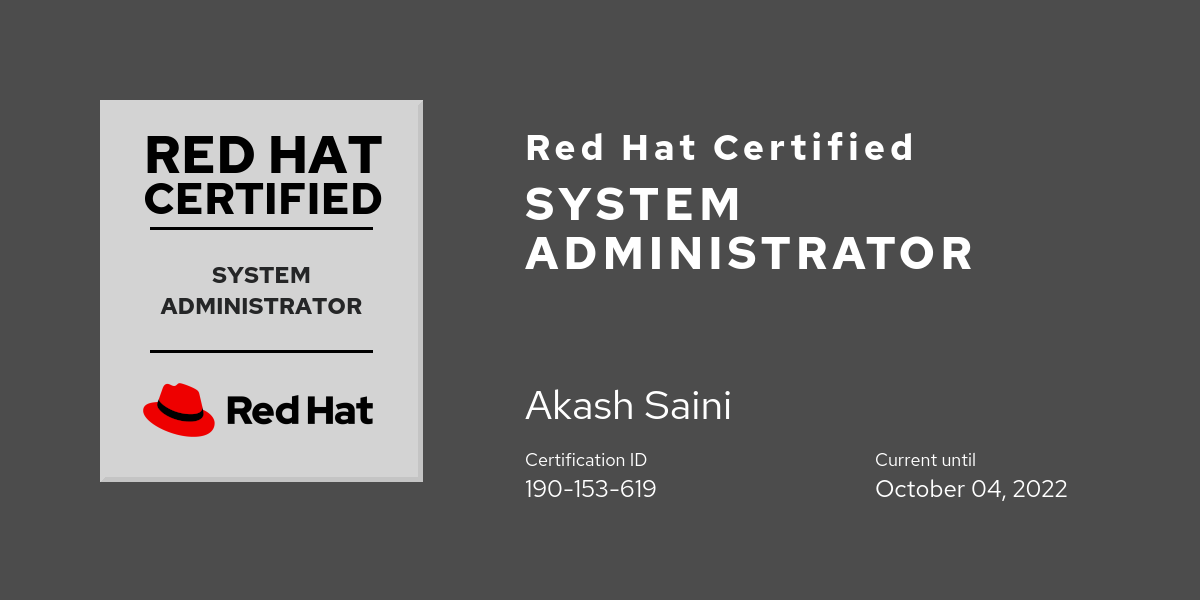 RED HAT
CERTIFIED
SYSTEM
ADMINISTRATOR
Red Hat
Red Hat Certified
SYSTEM
ADMINISTRATOR
Akash Saini
Certification ID
190-153-619
Current until
October 04, 2022